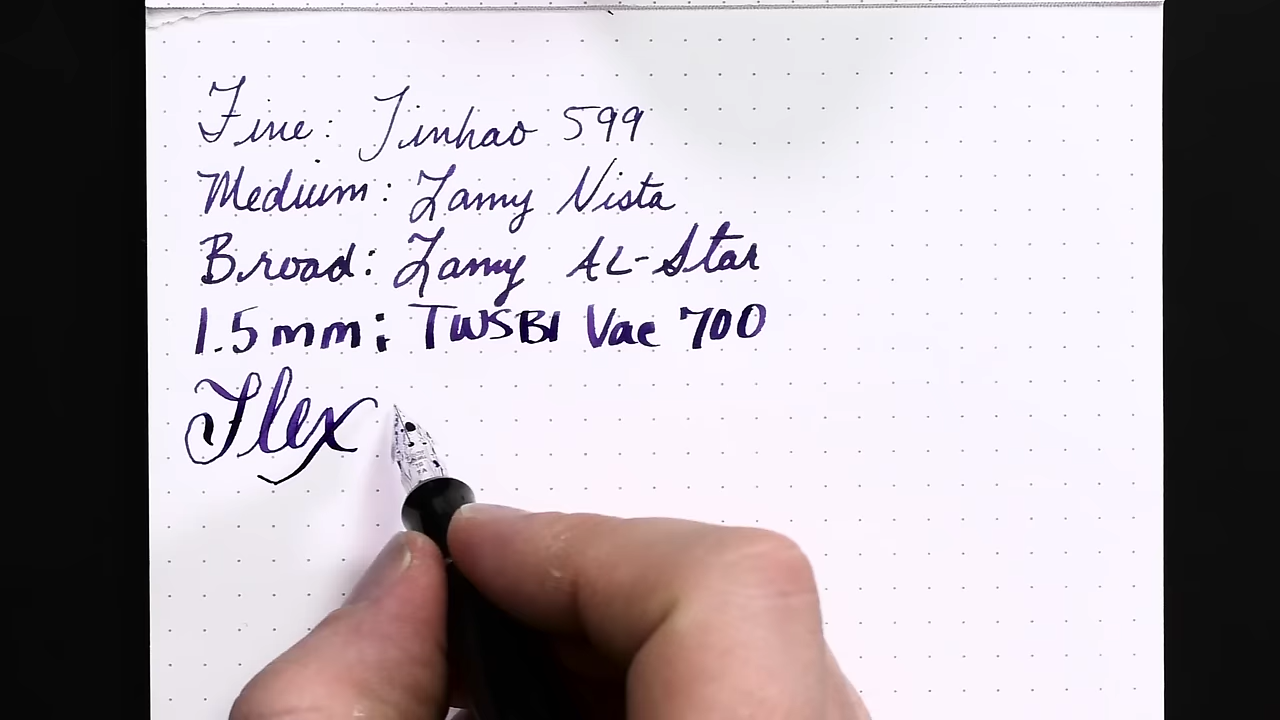 Fine: Jinhao 599
Medium: Lamy Vista
Broad: Lamy AL-Star
1.5mm: TWSBI Vac 700
Flex